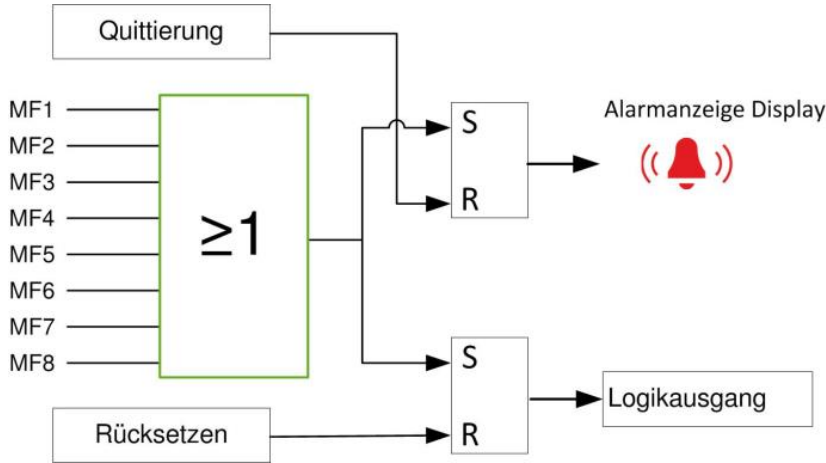 Quittierung
MF1
MF2
MF3
MF4
MF5
MF6
MF7
MF8
≥1
S
R
Alarmanzeige Display
S
R
Logikausgang
Rücksetzen